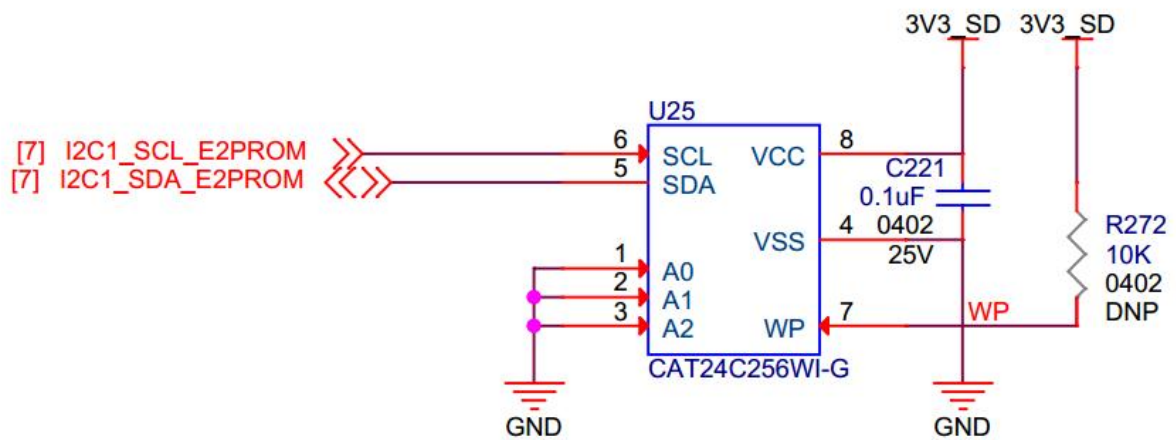 3V3_SD 3V3_SD
U25
[7] I2C1_SCL_E2PROM 6 SCL VCC 8
[7] I2C1_SDA_E2PROM 5 SDA
C221
0.1uF
VSS 4 0402
25V
R272
10K
0402
DNP
1 A0
2 A1
3 A2 WP 7 WP
CAT24C256WI-G
GND GND